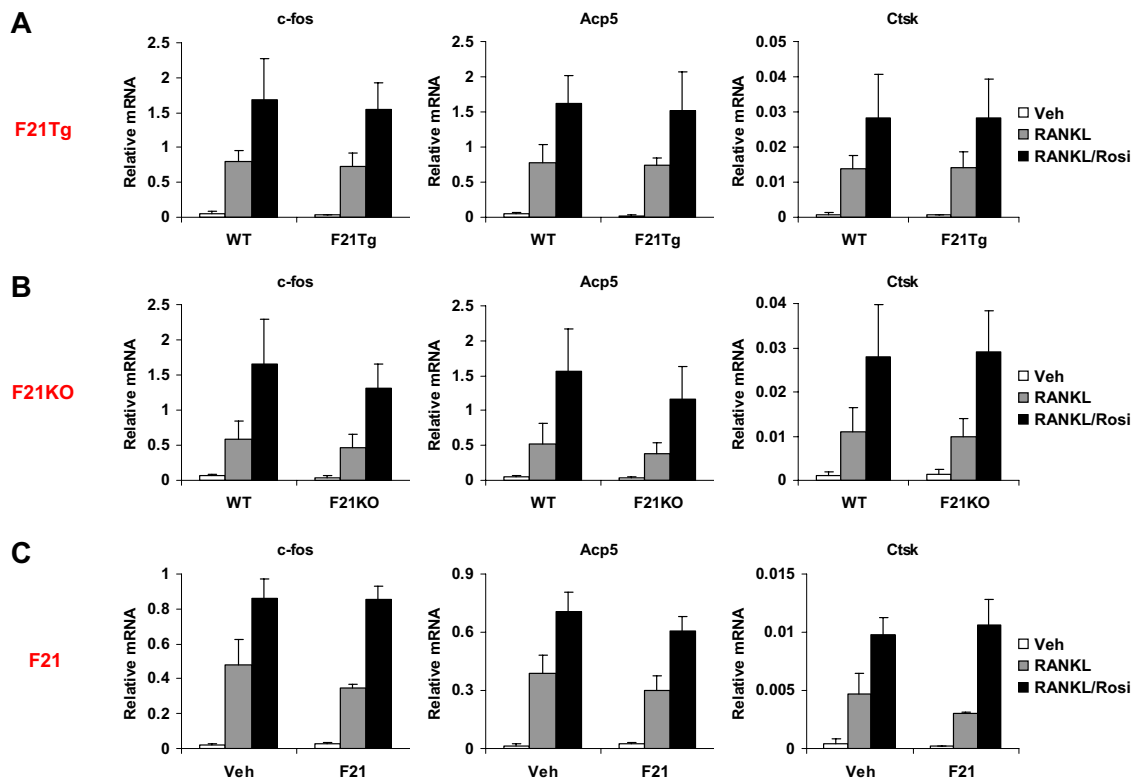 A
F21Tg
c-fos
Relative mRNA
2.5
2
1.5
1
0.5
0
WT
F21Tg
Acp5
Relative mRNA
2.5
2
1.5
1
0.5
0
WT
F21Tg
Ctsk
Relative mRNA
0.05
0.04
0.03
0.02
0.01
0
WT
F21Tg
Veh
RANKL
RANKL/Rosi
B
F21KO
c-fos
Relative mRNA
2.5
2
1.5
1
0.5
0
WT
F21KO
Acp5
Relative mRNA
2.5
2
1.5
1
0.5
0
WT
F21KO
Ctsk
Relative mRNA
0.04
0.03
0.02
0.01
0
WT
F21KO
Veh
RANKL
RANKL/Rosi
C
F21
c-fos
Relative mRNA
1
0.8
0.6
0.4
0.2
0
Veh
F21
Acp5
Relative mRNA
0.9
0.6
0.3
0
Veh
F21
Ctsk
Relative mRNA
0.015
0.01
0.005
0
Veh
F21
Veh
RANKL
RANKL/Rosi